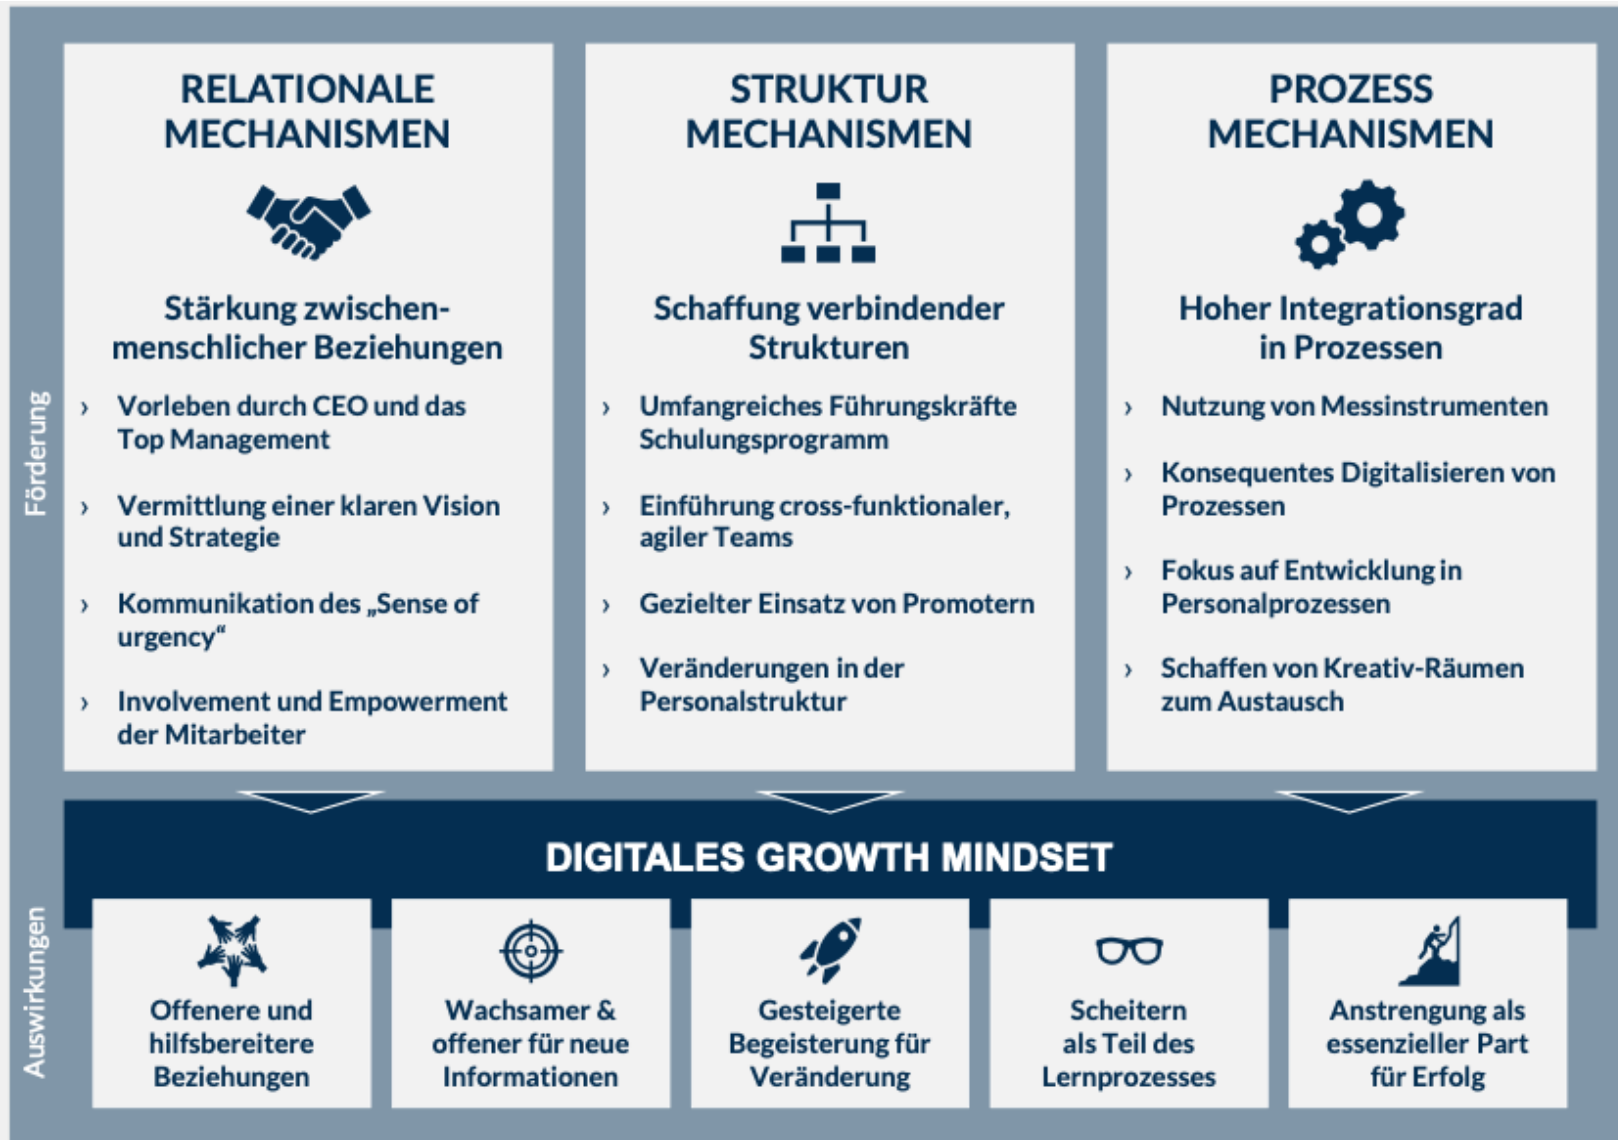 RELATIONALE
MECHANISMEN
Stärkung zwischen-
menschlicher Beziehungen
› Vorleben durch CEO und das
Top Management
› Vermittlung einer klaren Vision
und Strategie
› Kommunikation des „Sense of
urgency“
› Involvement und Empowerment
der Mitarbeiter
STRUKTUR
MECHANISMEN
Schaffung verbindender
Strukturen
› Umfangreiches Führungskräfte
Schulungsprogramm
› Einführung cross-funktionaler,
agiler Teams
› Gezielter Einsatz von Promotern
› Veränderungen in der
Personalstruktur
PROZESS
MECHANISMEN
Hoher Integrationsgrad
in Prozessen
› Nutzung von Messinstrumenten
› Konsequentes Digitalisieren von
Prozessen
› Fokus auf Entwicklung in
Personalprozessen
› Schaffen von Kreativ-Räumen
zum Austausch
Förderung
DIGITALES GROWTH MINDSET
Auswirkungen
Offenere und
hilfsbereitere
Beziehungen
Wachsamer &
offener für neue
Informationen
Gesteigerte
Begeisterung für
Veränderung
Scheitern
als Teil des
Lernprozesses
Anstrengung als
essenzieller Part
für Erfolg